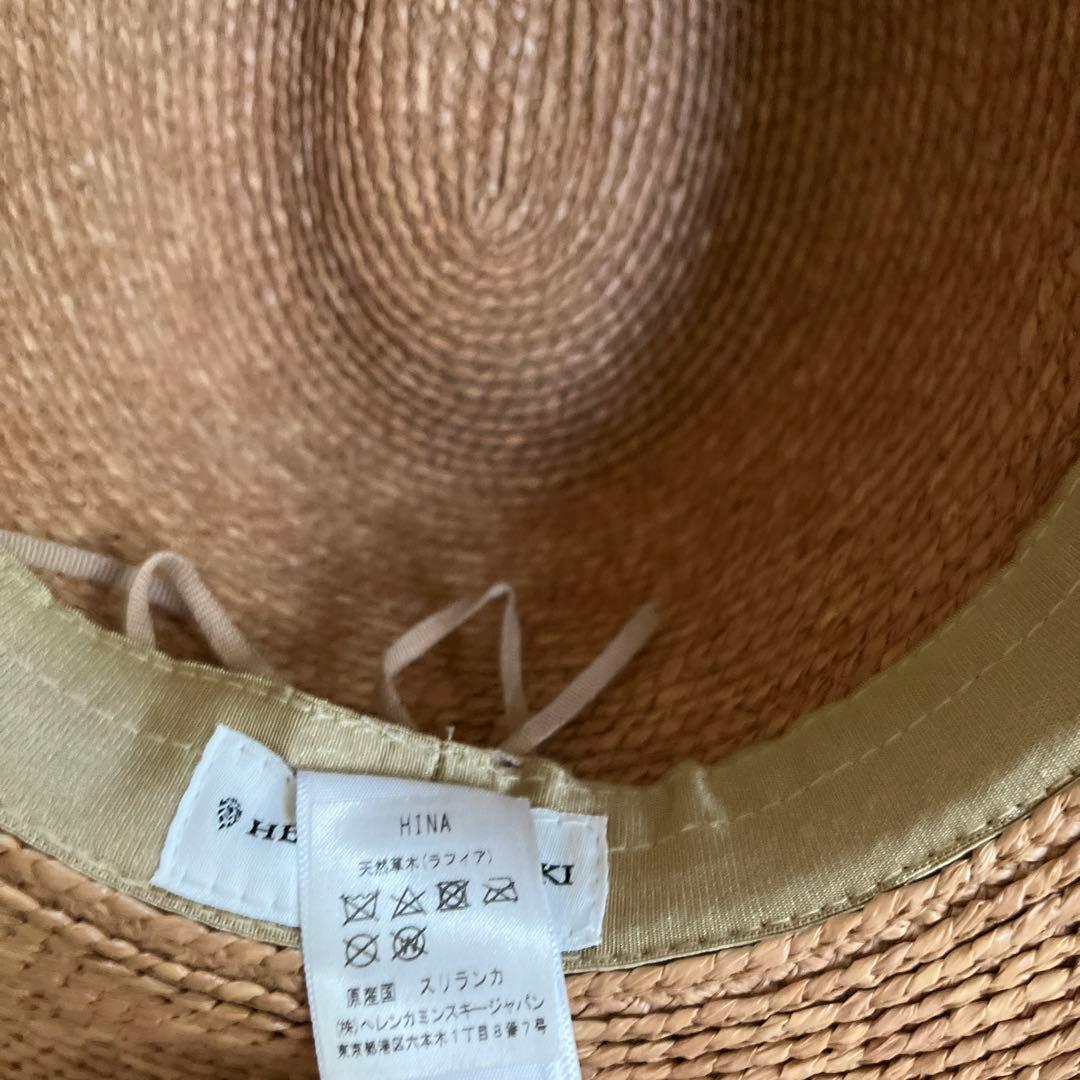 HE
KI
HINA
天然草木(ラフィア)
原産国 スリランカ
(株)ヘレンカミンスキージャパン
東京都港区六本木1丁目8番7号